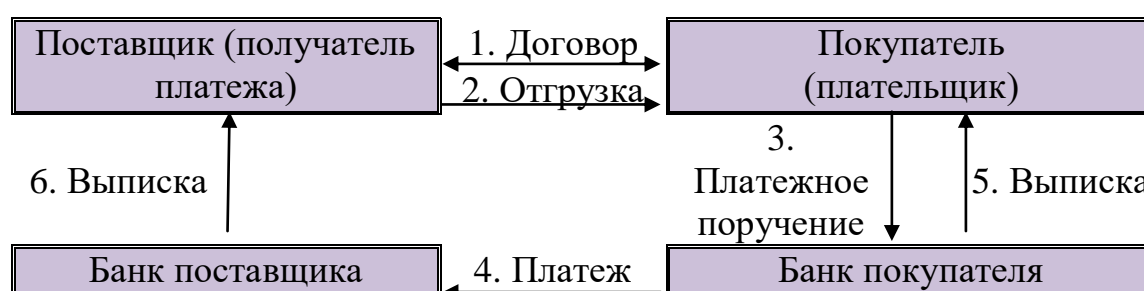 Поставщик (получатель
платежа)
1. Договор
2. Отгрузка
Покупатель
(плательщик)
6. Выписка
3.
Платежное
поручение
5. Выписка
Банк поставщика
4. Платеж
Банк покупателя